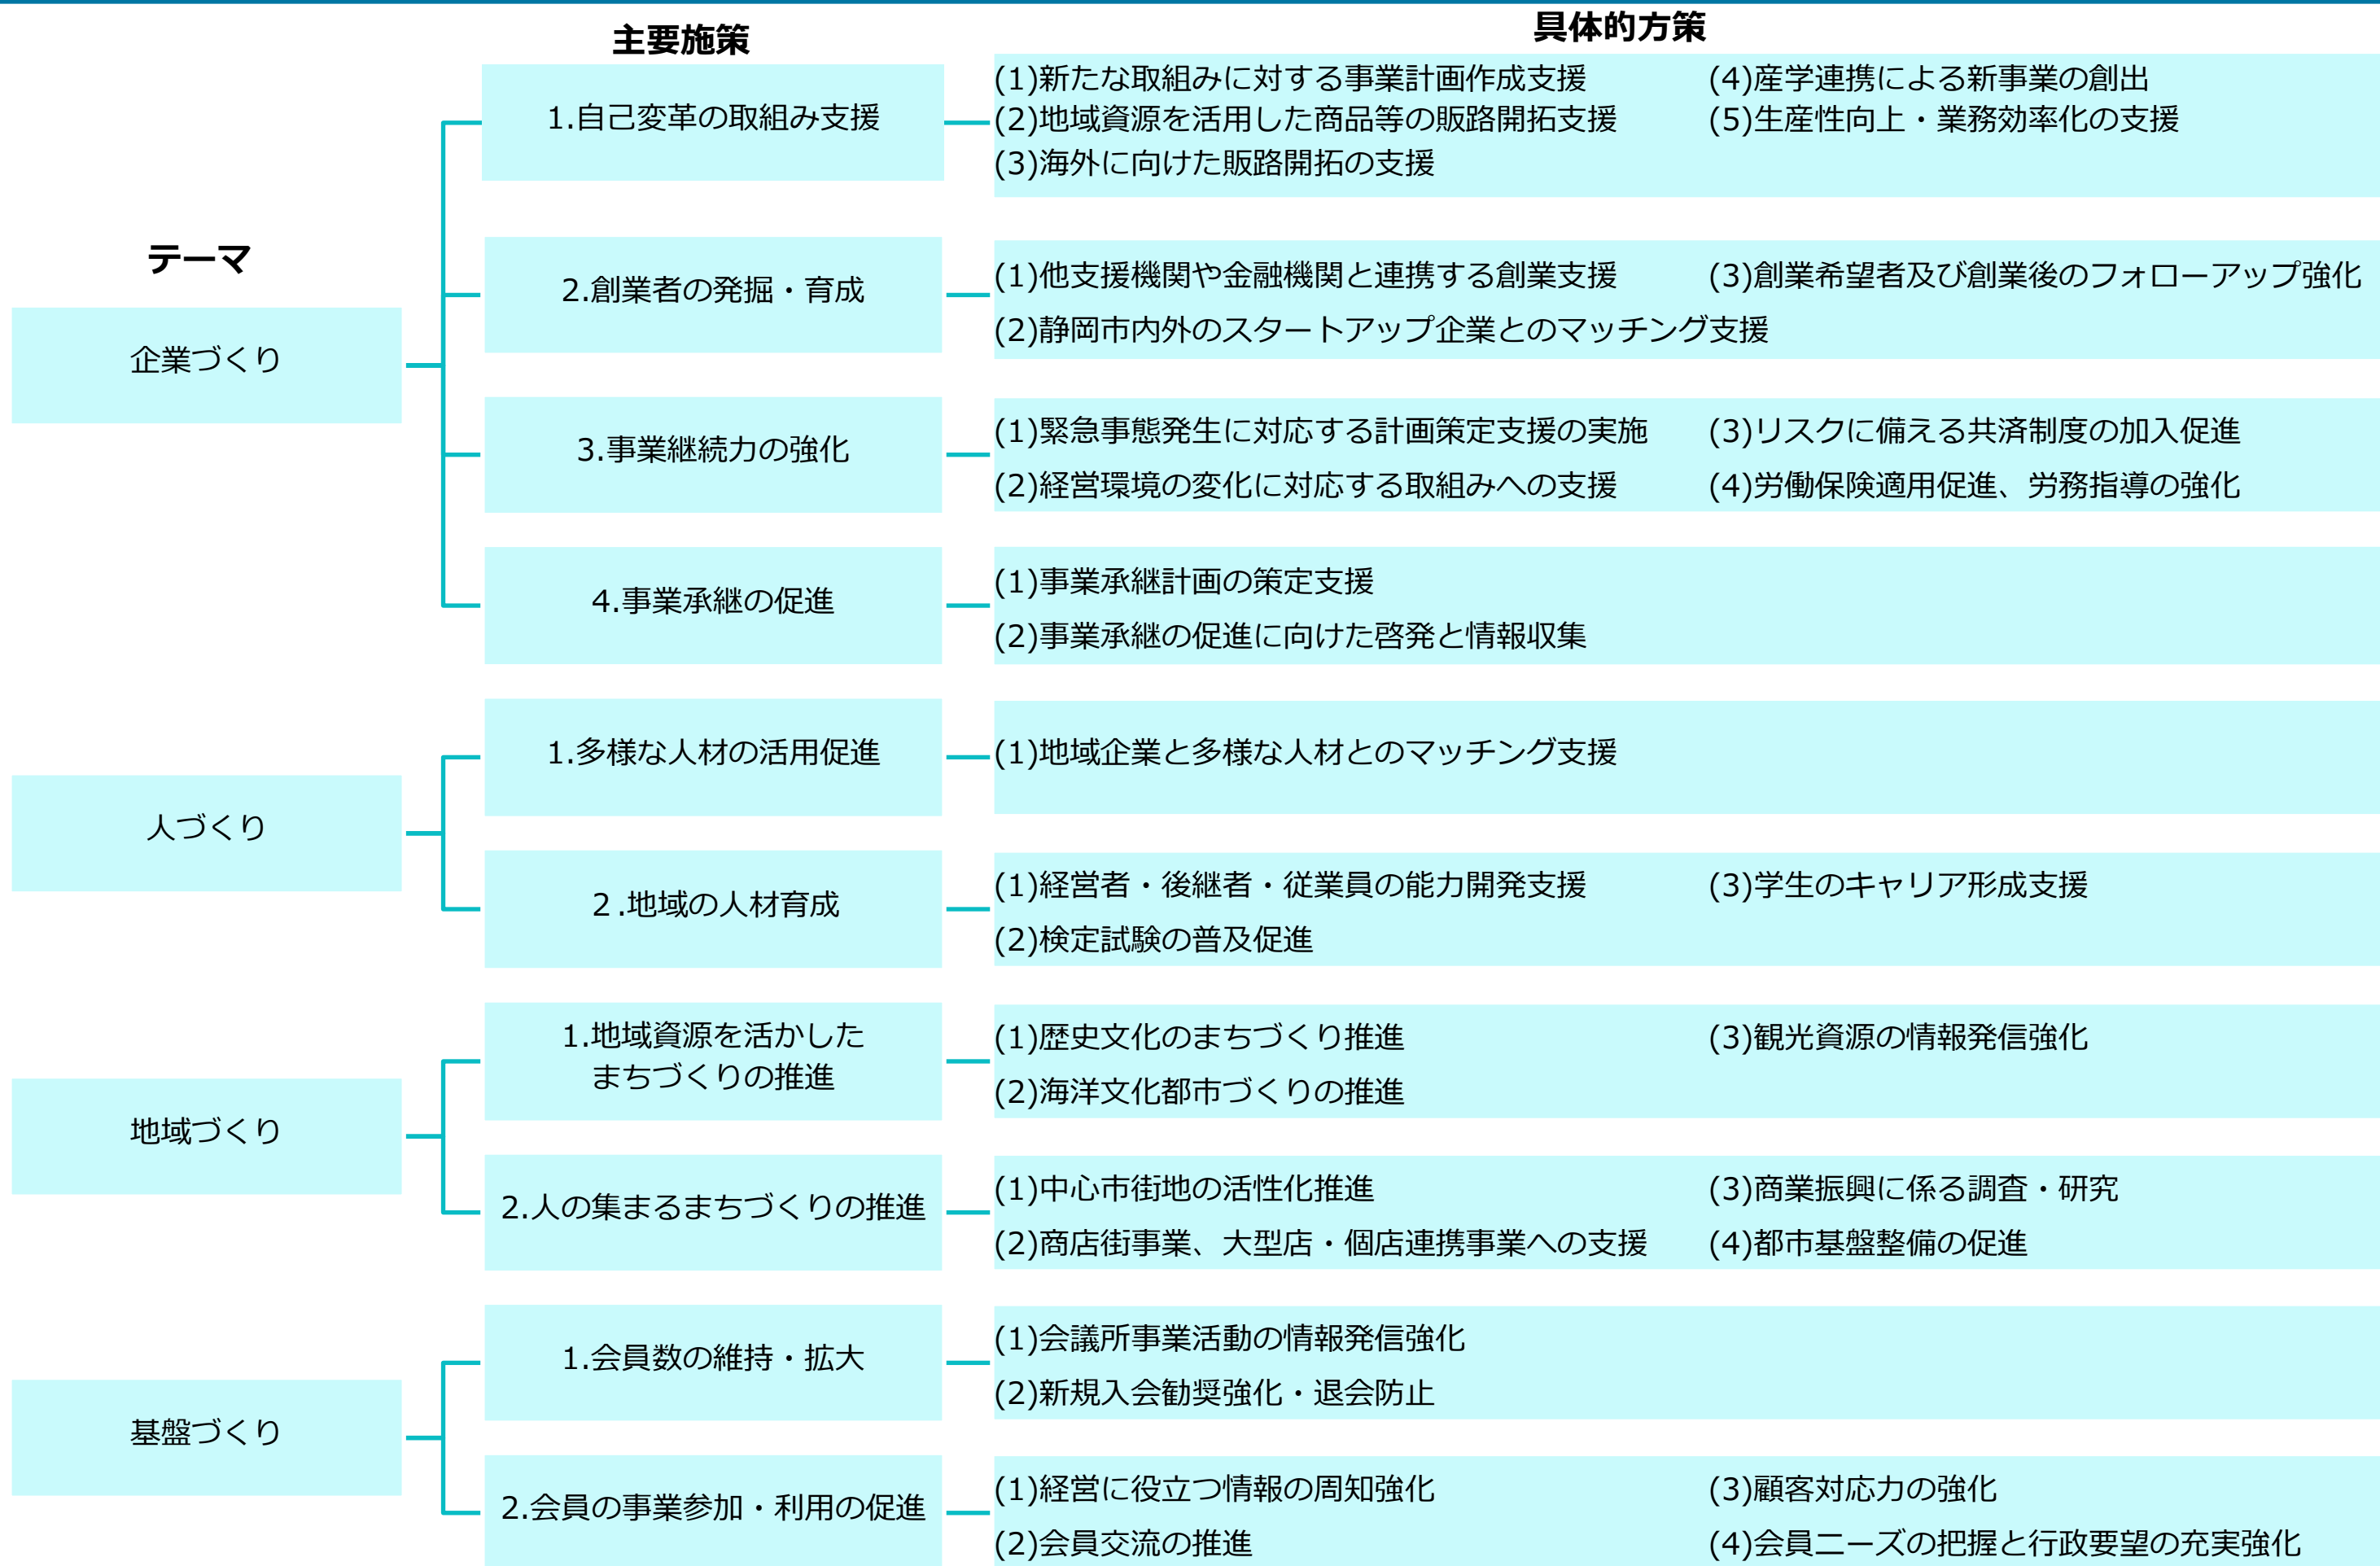 主要施策
具体的方策
テーマ
企業づくり
1.自己変革の取組み支援
(1)新たな取組みに対する事業計画作成支援
(2)地域資源を活用した商品等の販路開拓支援
(3)海外に向けた販路開拓の支援
(4)産学連携による新事業の創出
(5)生産性向上・業務効率化の支援
2.創業者の発掘・育成
(1)他支援機関や金融機関と連携する創業支援
(2)静岡市内外のスタートアップ企業とのマッチング支援
(3)創業希望者及び創業後のフォローアップ強化
3.事業継続力の強化
(1)緊急事態発生に対応する計画策定支援の実施
(2)経営環境の変化に対応する取組みへの支援
(3)リスクに備える共済制度の加入促進
(4)労働保険適用促進、労務指導の強化
4.事業承継の促進
(1)事業承継計画の策定支援
(2)事業承継の促進に向けた啓発と情報収集
人づくり
1.多様な人材の活用促進
(1)地域企業と多様な人材とのマッチング支援
２.地域の人材育成
(1)経営者・後継者・従業員の能力開発支援
(2)検定試験の普及促進
(3)学生のキャリア形成支援
地域づくり
1.地域資源を活かした
まちづくりの推進
(1)歴史文化のまちづくり推進
(2)海洋文化都市づくりの推進
(3)観光資源の情報発信強化
2.人の集まるまちづくりの推進
(1)中心市街地の活性化推進
(2)商店街事業、大型店・個店連携事業への支援
(3)商業振興に係る調査・研究
(4)都市基盤整備の促進
基盤づくり
1.会員数の維持・拡大
(1)会議所事業活動の情報発信強化
(2)新規入会勧奨強化・退会防止
2.会員の事業参加・利用の促進
(1)経営に役立つ情報の周知強化
(2)会員交流の推進
(3)顧客対応力の強化
(4)会員ニーズの把握と行政要望の充実強化